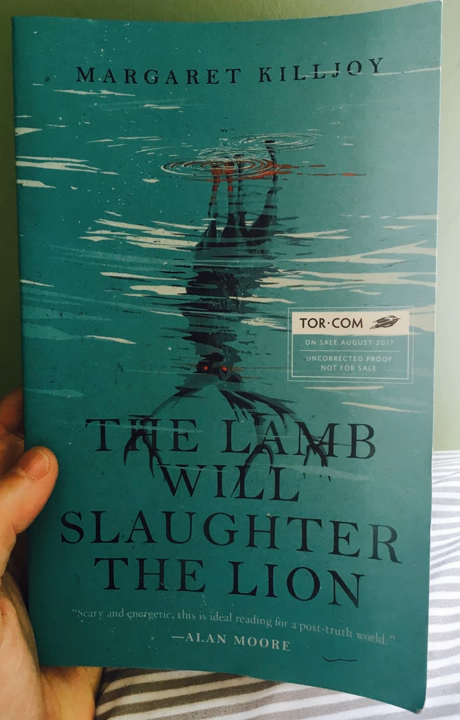 MARGARET KILLJOY
TOR·COM
ON SALE AUGUST 2017
UNCORRECTED PROOF
NOT FOR SALE
THE LAMB
WILL
SLAUGHTER
THE LION
"Scary and energetic, this is ideal reading for a post-truth world."
—ALAN MOORE